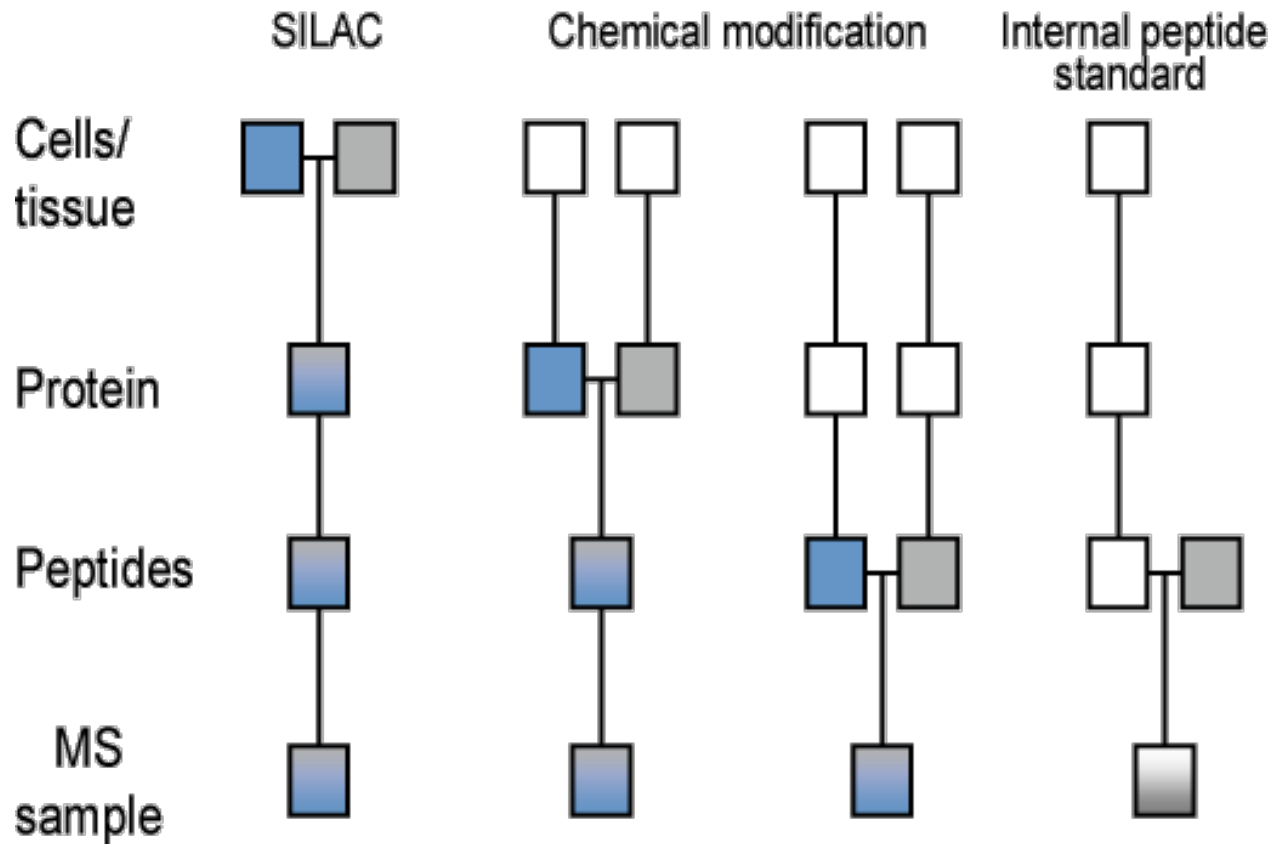 SILAC
Chemical modification
Internal peptide
standard
Cells/
tissue
Protein
Peptides
MS
sample